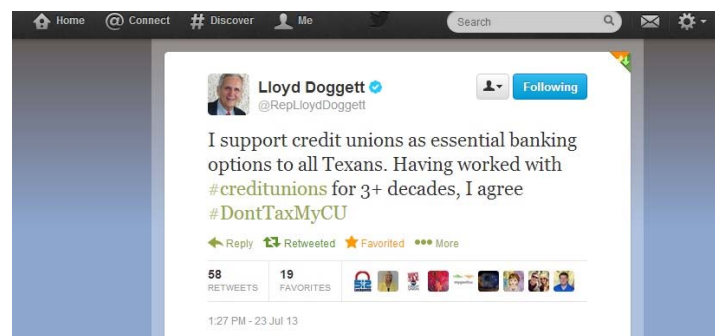 Home @ Connect # Discover Me Search
Lloyd Doggett
@RepLloydDoggett
Following
I support credit unions as essential banking
options to all Texans. Having worked with
#creditunions for 3+ decades, I agree
#DontTaxMyCU
Reply Retweeted Favorited More
58 19
RETWEETS FAVORITES
1:27 PM - 23 Jul 13